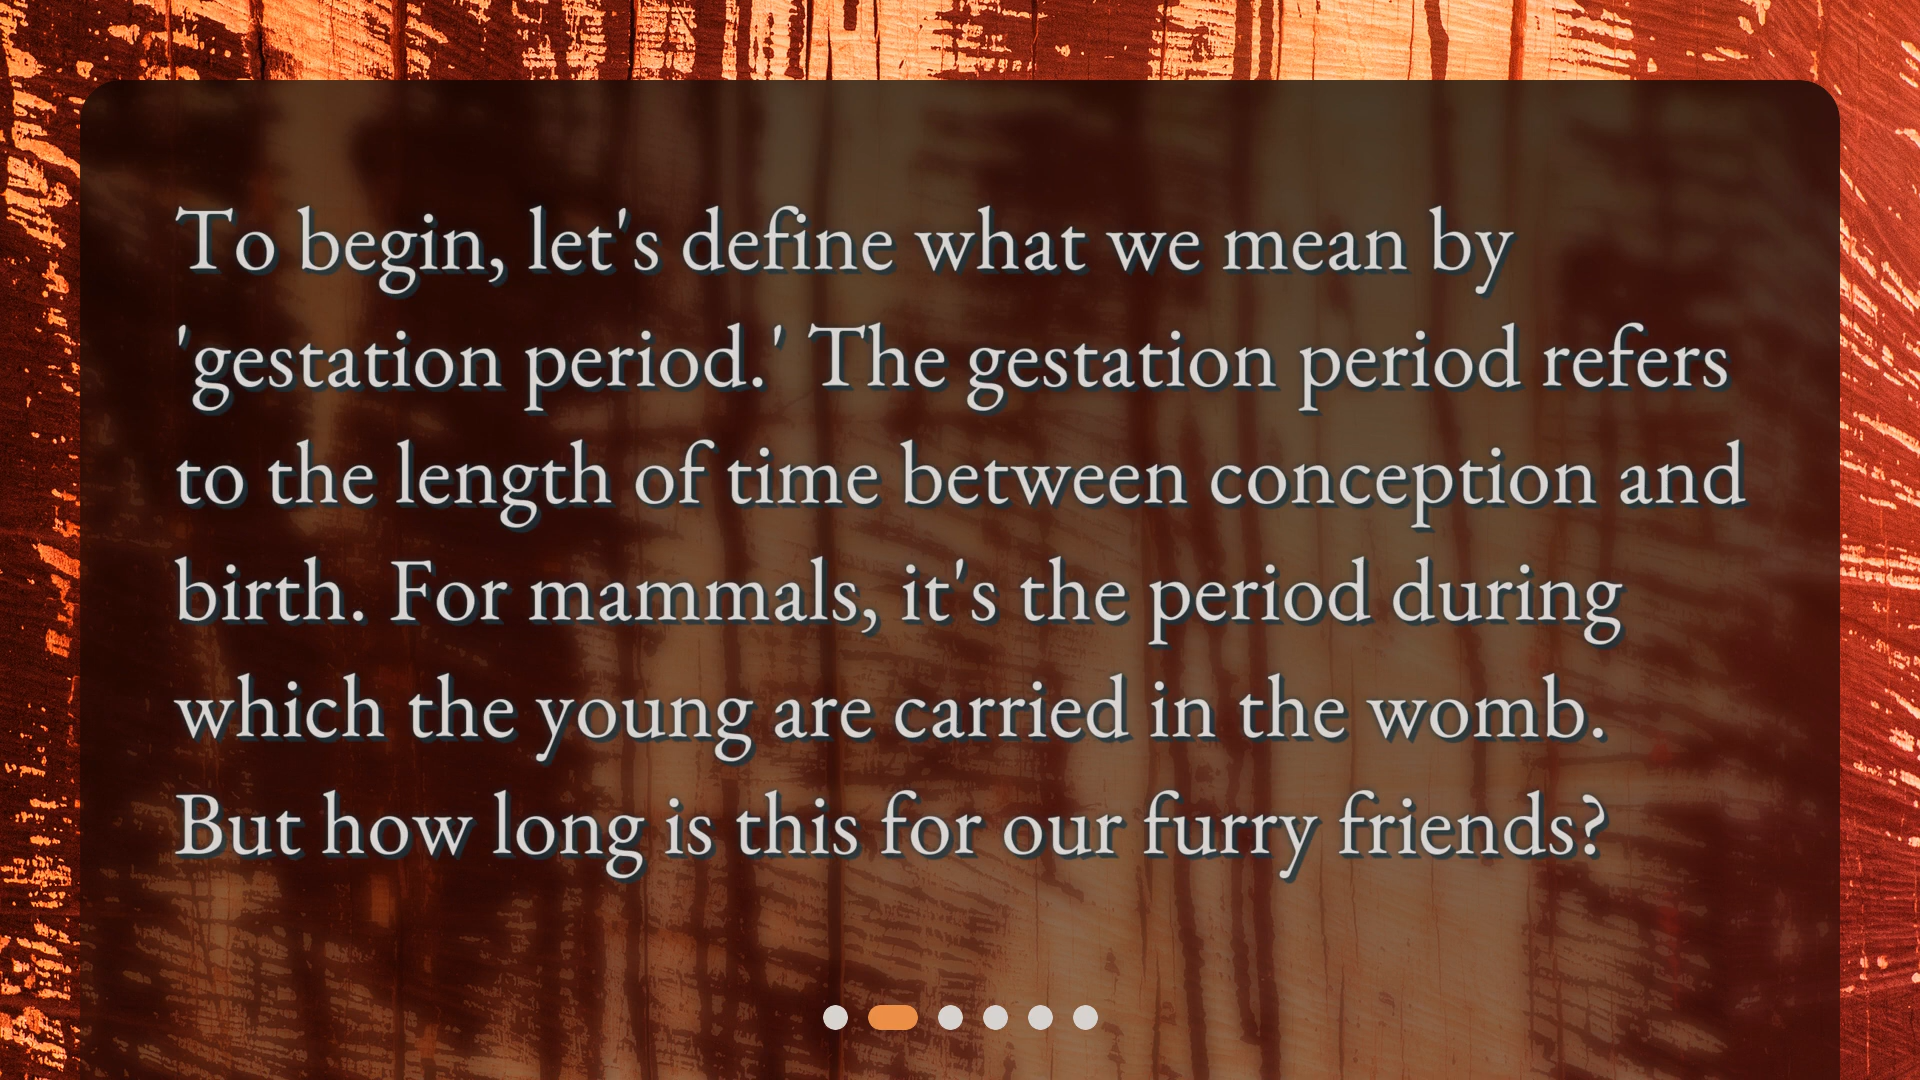 To begin, let's define what we mean by
'gestation period.' The gestation period refers
to the length of time between conception and
birth. For mammals, it's the period during
which the young are carried in the womb.
But how long is this for our furry friends?